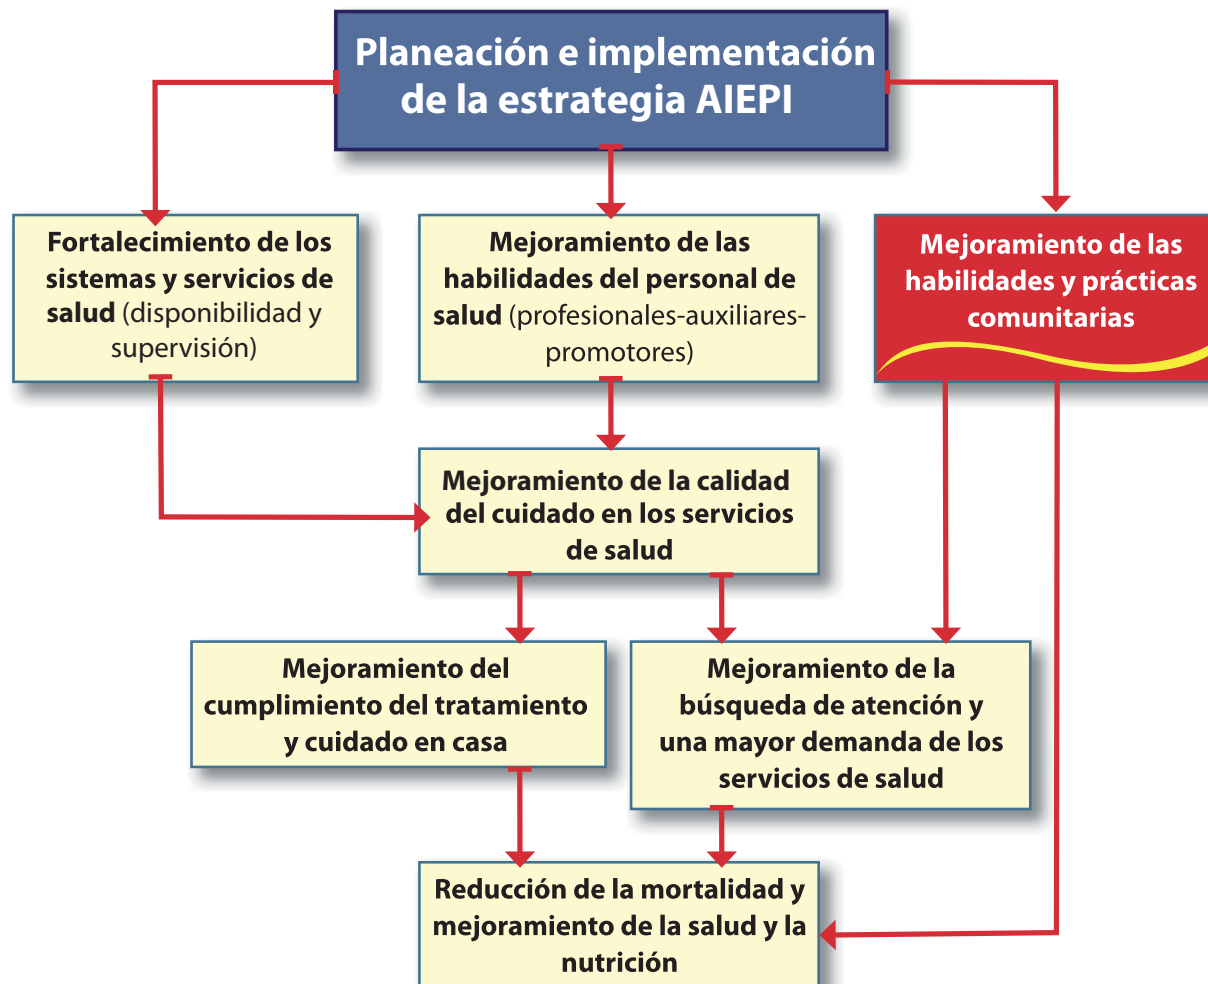 Planeación e implementación
de la estrategia AIEPI
Fortalecimiento de los
sistemas y servicios de
salud (disponibilidad y
supervisión)
Mejoramiento de las
habilidades del personal de
salud (profesionales-auxiliares-
promotores)
Mejoramiento de las
habilidades y prácticas
comunitarias
Mejoramiento de la calidad
del cuidado en los servicios
de salud
Mejoramiento del
cumplimiento del tratamiento
y cuidado en casa
Mejoramiento de la
búsqueda de atención y
una mayor demanda de los
servicios de salud
Reducción de la mortalidad y
mejoramiento de la salud y la
nutrición